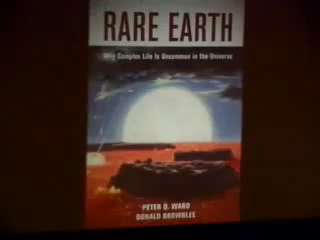 RARE EARTH
Why Complex Life Is Uncommon in the Universe
PETER D. WARD
DONALD BROWNLEE